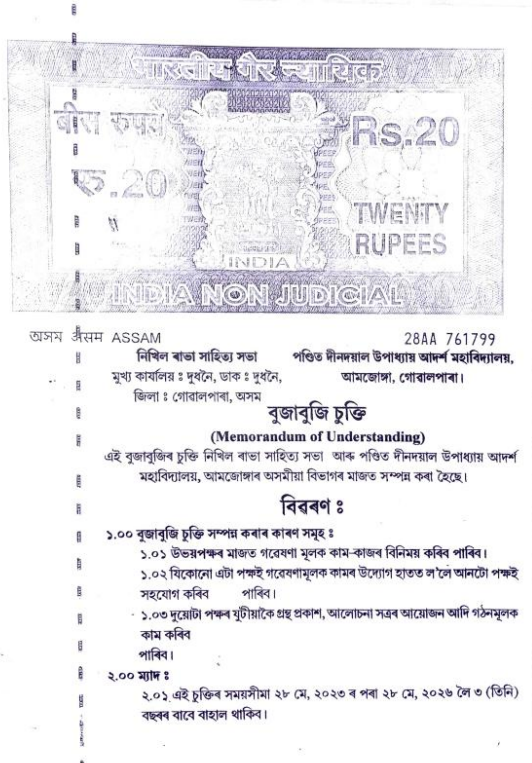 भारतीय गैर न्यायिक
बीस रुपये
Rs.20
रु.20
TWENTY
RUPEES
INDIA
INDIA NON JUDICIAL
অসম असम ASSAM
28AA 761799
নিখিল ৰাভা সাহিত্য সভা পণ্ডিত দীনদয়াল উপাধ্যায় আদৰ্শ মহাবিদ্যালয়,
মুখ্য কাৰ্যালয় ঃ দুধনৈ, ডাক ঃ দুধনৈ, আমজোঙ্গা, গোৱালপাৰা।
জিলা ঃ গোৱালপাৰা, অসম
বুজাবুজি চুক্তি
(Memorandum of Understanding)
এই বুজাবুজিৰ চুক্তি নিখিল ৰাভা সাহিত্য সভা আৰু পণ্ডিত দীনদয়াল উপাধ্যায় আদৰ্শ
মহাবিদ্যালয়, আমজোঙ্গাৰ অসমীয়া বিভাগৰ মাজত সম্পন্ন কৰা হৈছে।
বিৱৰণ ঃ
১.০০ বুজাবুজি চুক্তি সম্পন্ন কৰাৰ কাৰণ সমূহ ঃ
১.০১ উভয়পক্ষৰ মাজত গৱেষণা মূলক কাম-কাজৰ বিনিময় কৰিব পাৰিব।
১.০২ যিকোনো এটা পক্ষই গৱেষণামূলক কামৰ উদ্যোগ হাতত ল'লৈ আনটো পক্ষই
সহযোগ কৰিব পাৰিব।
১.০৩ দুয়োটা পক্ষৰ যুটীয়াকৈ গ্ৰন্থ প্ৰকাশ, আলোচনা সত্ৰৰ আয়োজন আদি গঠনমূলক
কাম কৰিব
পাৰিব।
২.০০ ম্যাদ ঃ
২.০১ এই চুক্তিৰ সময়সীমা ২৮ মে, ২০২৩ ৰ পৰা ২৮ মে, ২০২৬ লৈ ৩ (তিনি)
বছৰৰ বাবে বাহাল থাকিব।